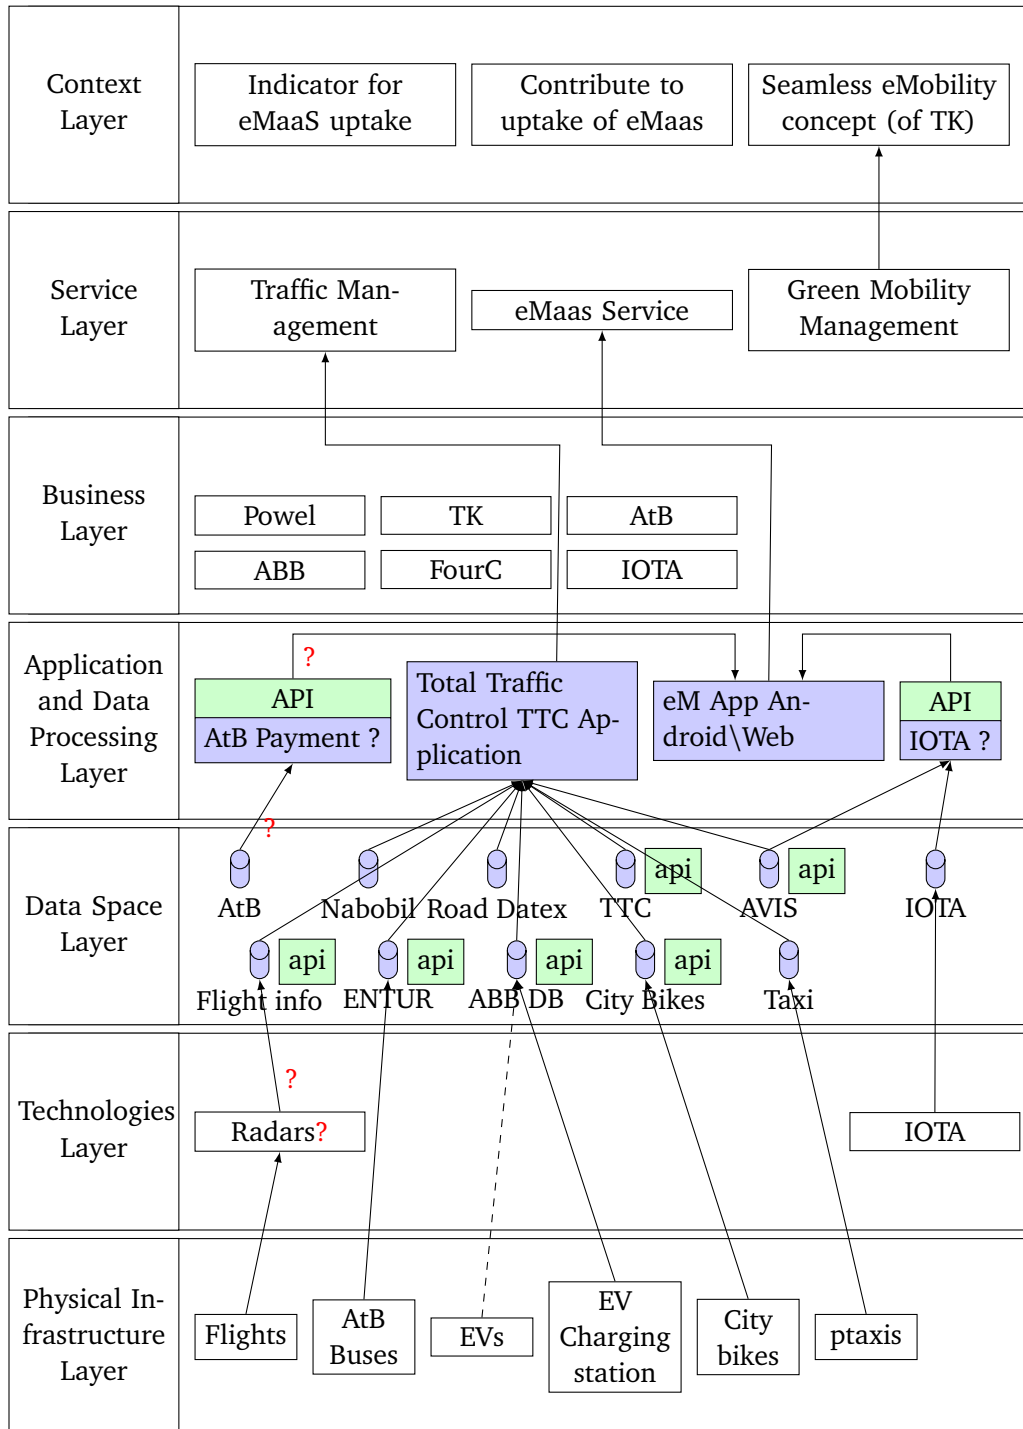 Context
Layer
Indicator for
eMaaS uptake
Contribute to
uptake of eMaas
Seamless eMobility
concept (of TK)
Service
Layer
Traffic Man-
agement
eMaas Service
Green Mobility
Management
Business
Layer
Powel
TK
AtB
ABB
FourC
IOTA
Application
and Data
Processing
Layer
?
API
AtB Payment ?
Total Traffic
Control TTC Ap-
plication
eM App An-
droid\Web
API
IOTA ?
?
Data Space
Layer
AtB
Nabobil
Road Datex
TTC
api
AVIS
api
IOTA
Flight info
api
ENTUR
api
ABB DB
api
City Bikes
api
Taxi
Technologies
Layer
?
Radars?
IOTA
Physical In-
frastructure
Layer
Flights
AtB
Buses
EVs
EV
Charging
station
City
bikes
ptaxis